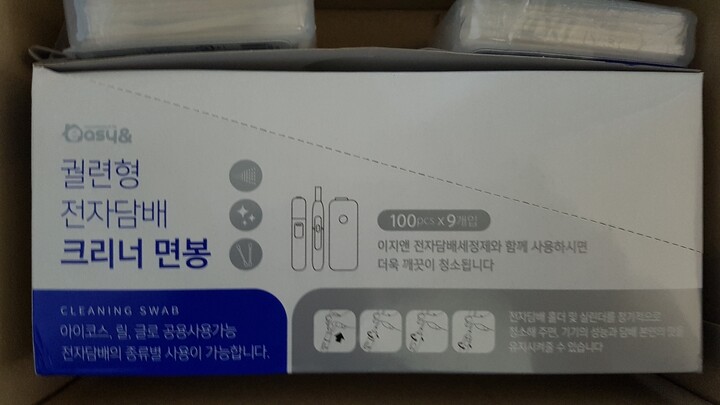 easy&
궐련형
전자담배
크리너 면봉
100pcs x 9개입
이지앤 전자담배세정제와 함께 사용하시면
더욱 깨끗이 청소됩니다
CLEANING SWAB
아이코스, 릴, 글로 공용사용가능
전자담배의 종류별 사용이 가능합니다.
전자담배 홀더 및 실린더를 정기적으로
청소해 주면, 기기의 성능과 담배 본연의 맛을
유지시켜줄 수 있습니다